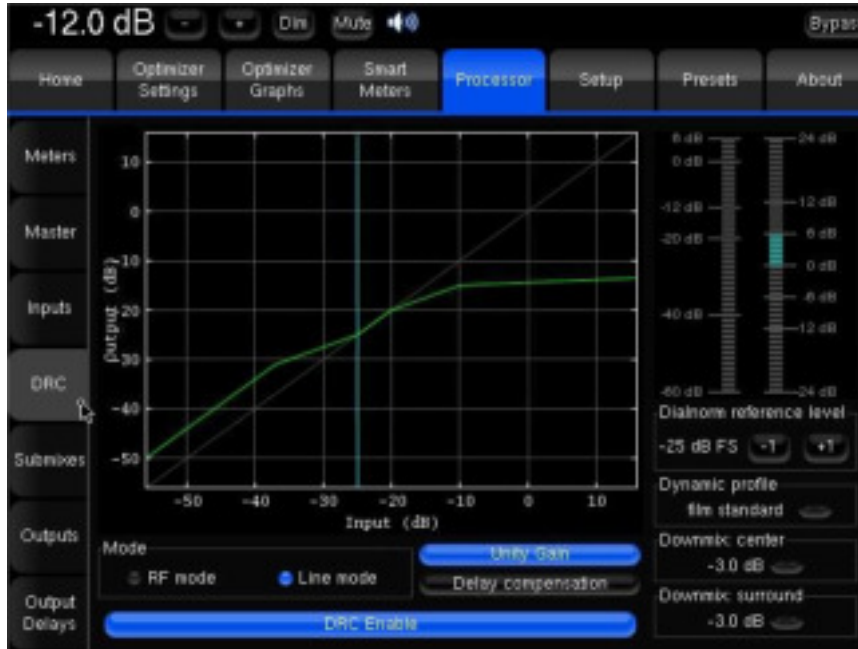 -12.0 dB - + Dim Mute
Home
Optimizer Settings
Optimizer Graphs
Smart Meters
Processor
Setup
Presets
About
Meters
Master
Inputs
DRC
Submixes
Outputs
Output Delays
10
0
-10
-20
-30
-40
-50
Output (dB)
-50 -40 -30 -20 -10 0 10
Input (dB)
0 dB
-12 dB
-20 dB
-40 dB
-60 dB
24 dB
12 dB
6 dB
0 dB
-6 dB
-12 dB
-24 dB
Dialnorm reference level
-25 dB FS -1 +1
Dynamic profile
film standard
Downmix: center
-3.0 dB
Downmix: surround
-3.0 dB
Mode
RF mode
Line mode
Unity Gain
Delay compensation
DRC Enable